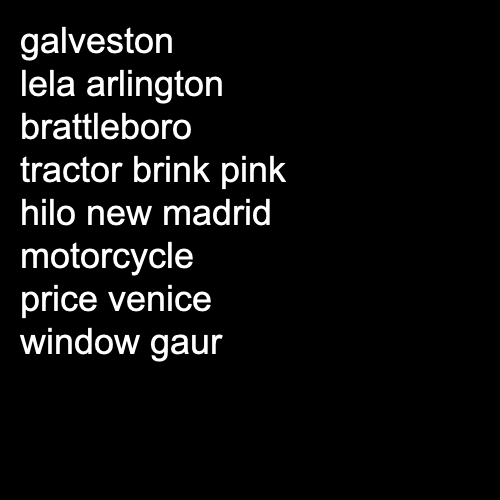 galveston
lela arlington
brattleboro
tractor brink pink
hilo new madrid
motorcycle
price venice
window gaur